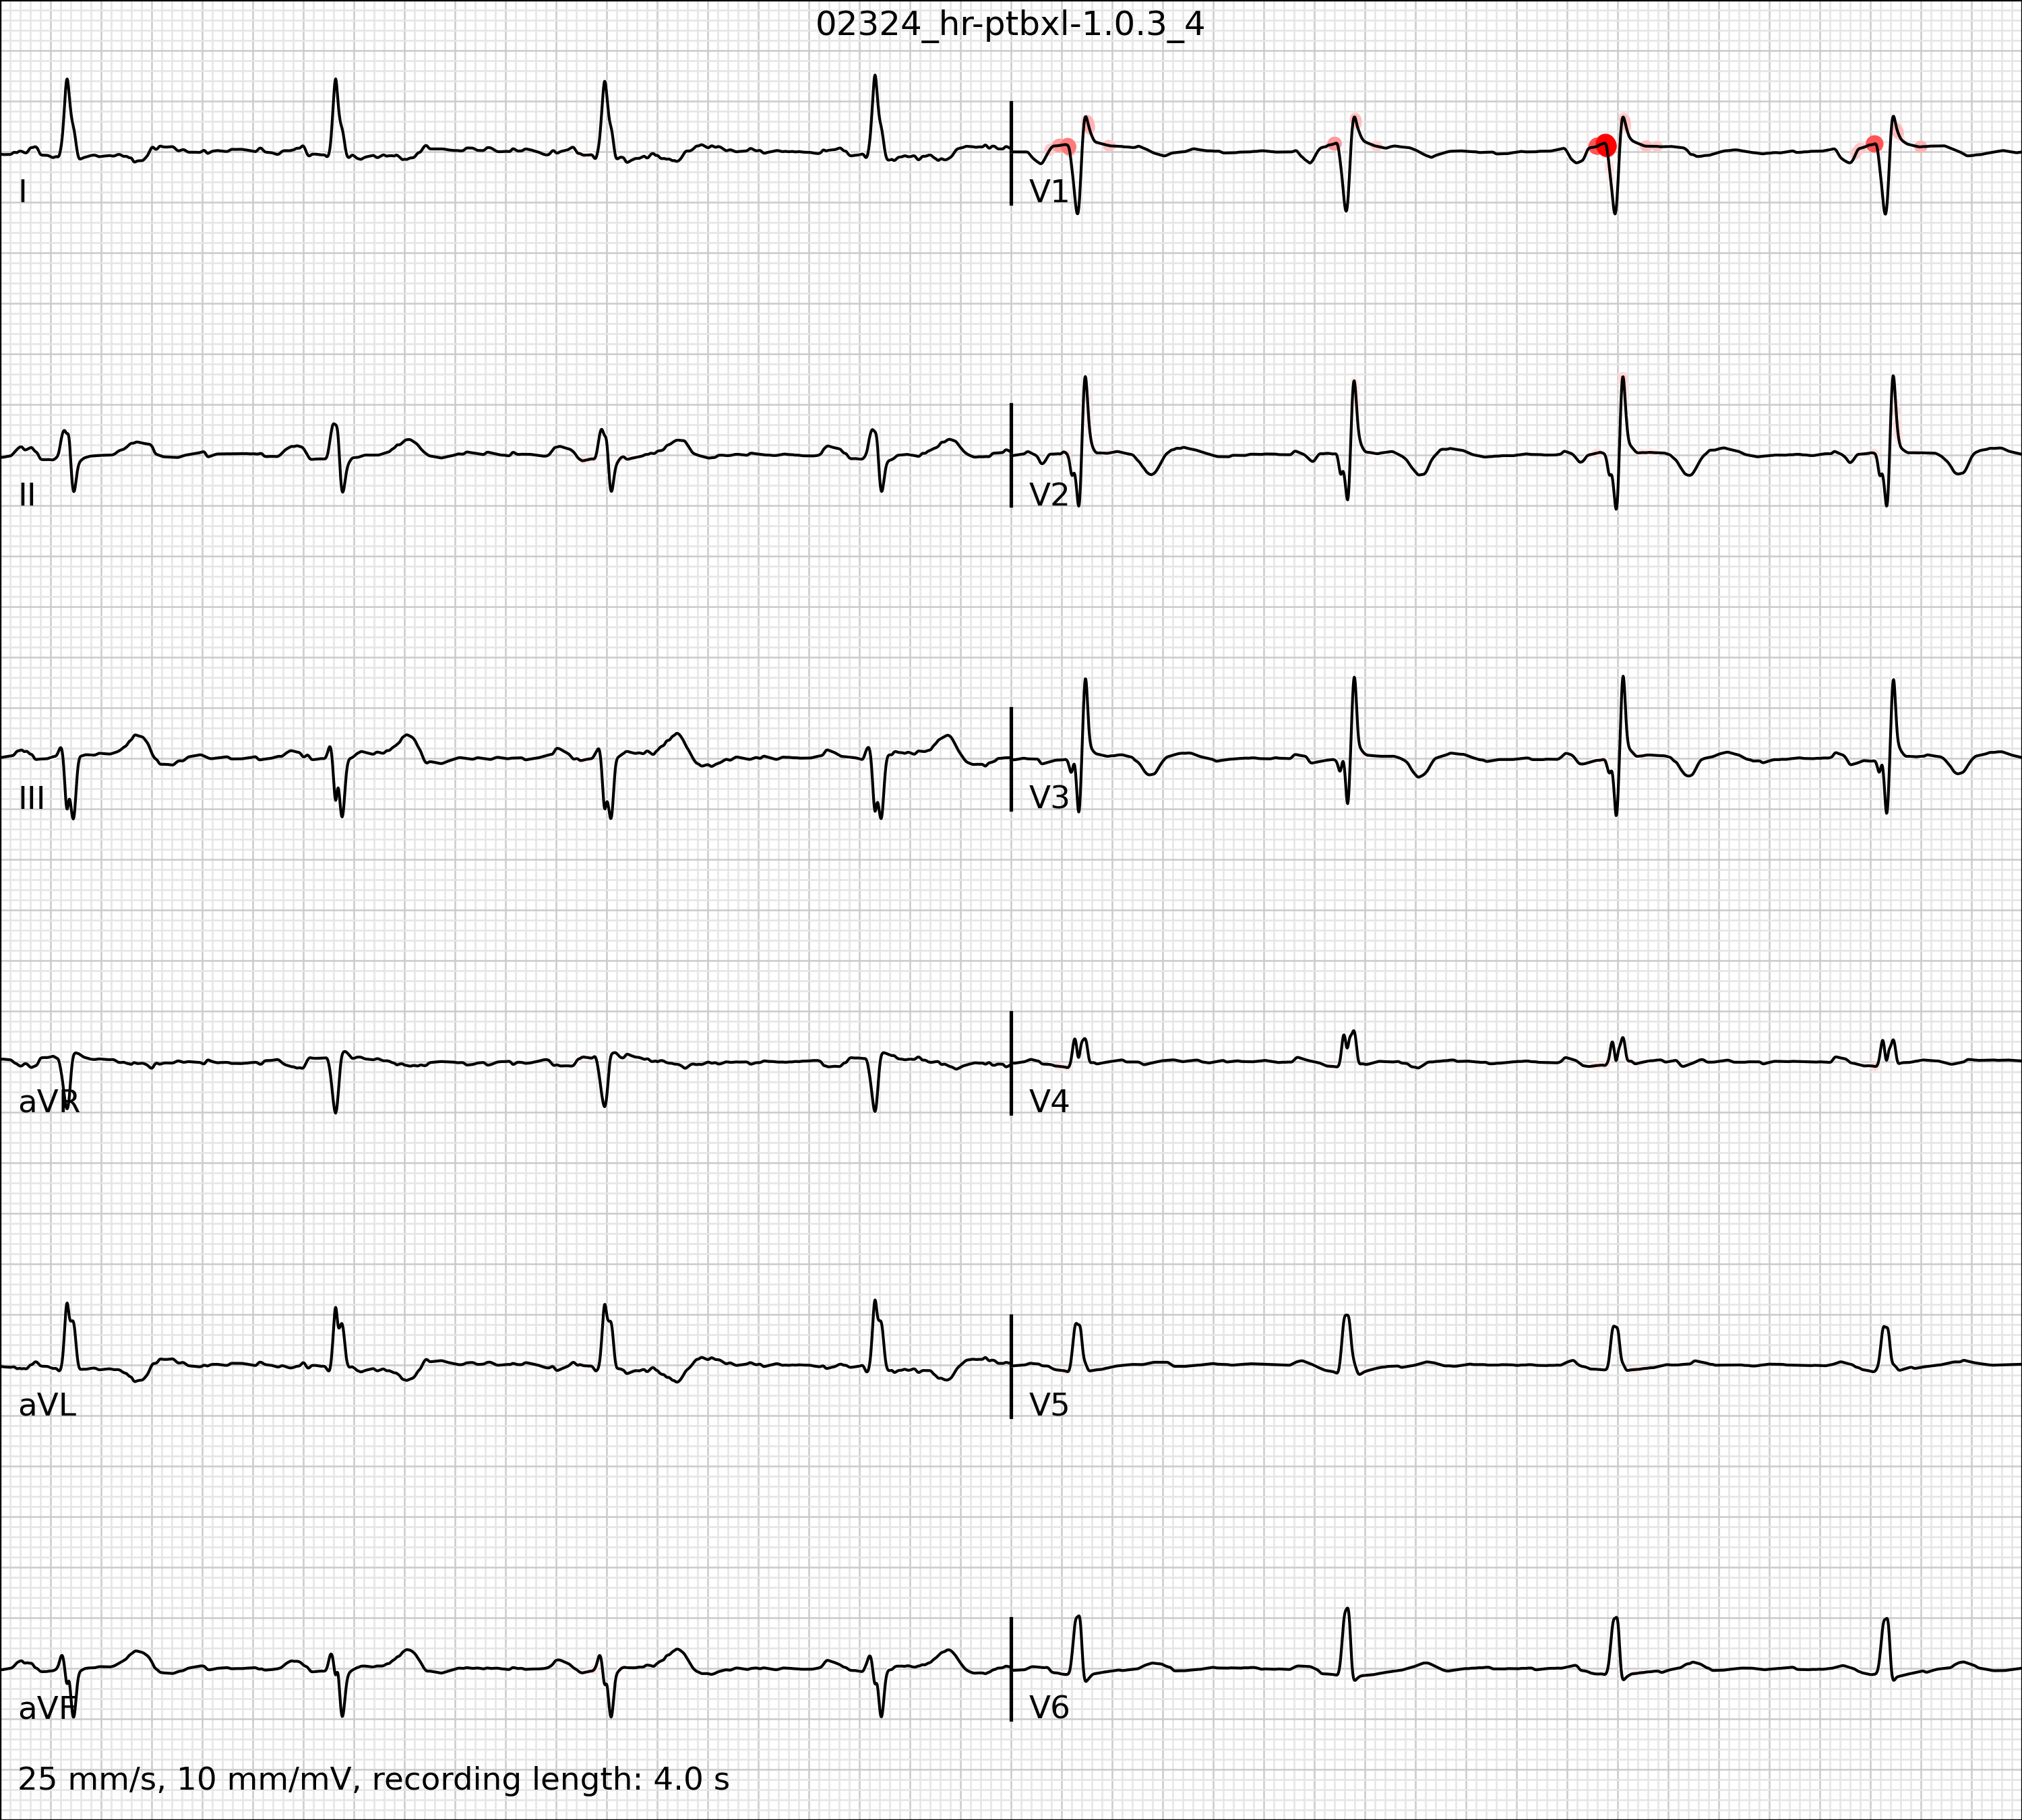 02324_hr-ptbxl-1.0.3_4
I
V1
II
V2
III
V3
aVR
V4
aVL
V5
aVF
V6
25 mm/s, 10 mm/mV, recording length: 4.0 s